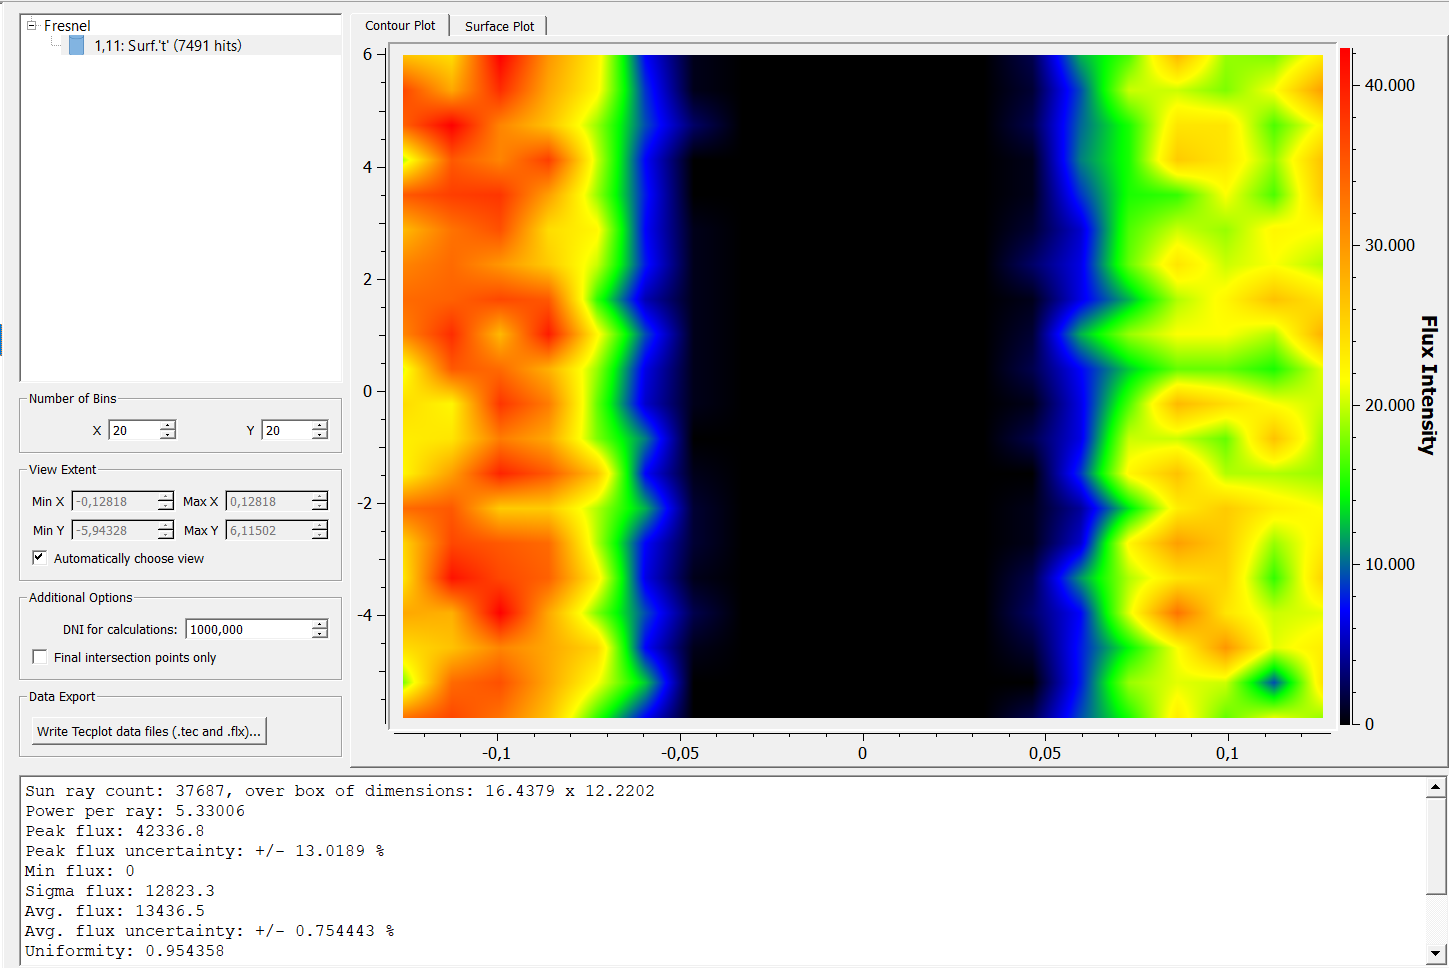 Fresnel
1,11: Surf.'t' (7491 hits)
Number of Bins
X 20 Y 20
View Extent
Min X -0,12818 Max X 0,12818
Min Y -5,94328 Max Y 6,11502
Automatically choose view
Additional Options
DNI for calculations: 1000,000
Final intersection points only
Data Export
Write Tecplot data files (.tec and .flx)...
Contour Plot Surface Plot
6
4
2
0
-2
-4
-0,1 -0,05 0 0,05 0,1
40.000
30.000
20.000
10.000
0
Flux Intensity
Sun ray count: 37687, over box of dimensions: 16.4379 x 12.2202
Power per ray: 5.33006
Peak flux: 42336.8
Peak flux uncertainty: +/- 13.0189 %
Min flux: 0
Sigma flux: 12823.3
Avg. flux: 13436.5
Avg. flux uncertainty: +/- 0.754443 %
Uniformity: 0.954358